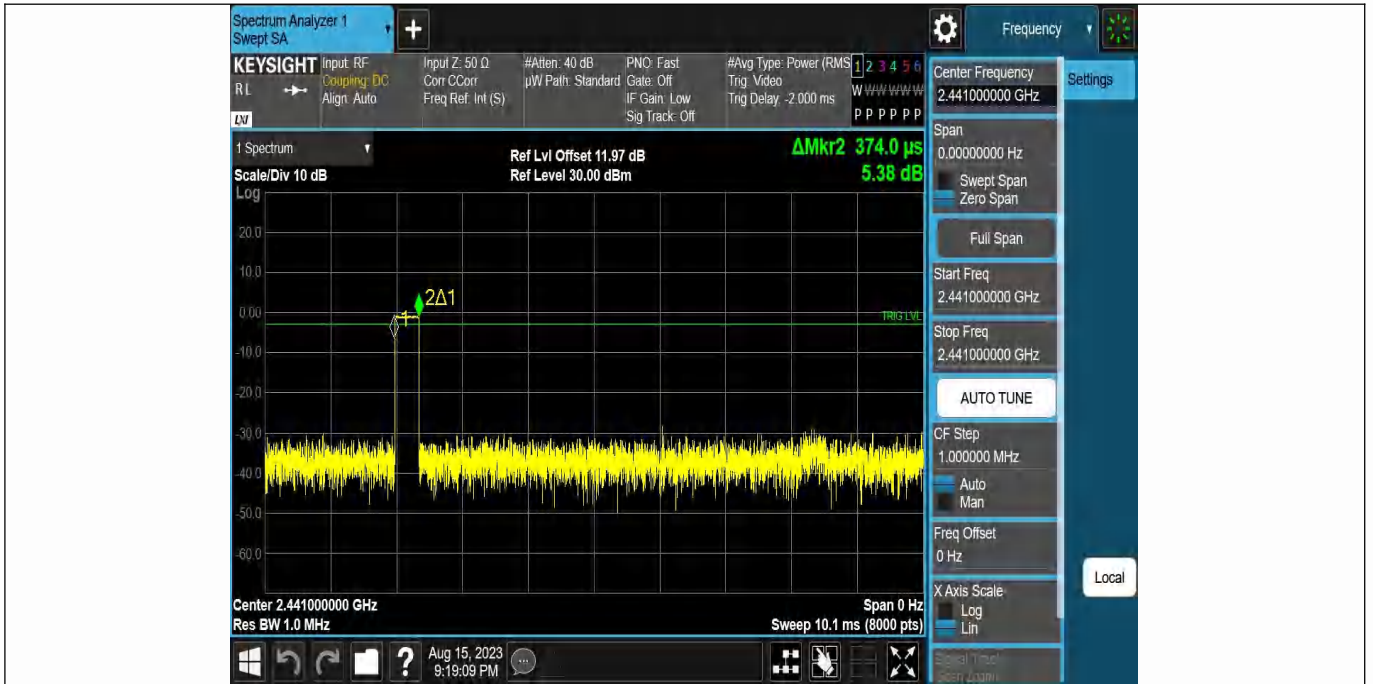 Spectrum Analyzer 1
Swept SA
+
Frequency
KEYSIGHT
RL
LXI
Input: RF
Coupling: DC
Align: Auto
Input Z: 50 Ω
Corr CCorr
Freq Ref: Int (S)
#Atten: 40 dB
µW Path: Standard
PNO: Fast
Gate: Off
IF Gain: Low
Sig Track: Off
#Avg Type: Power (RMS
Trig: Video
Trig Delay: -2.000 ms
1 2 3 4 5 6
W W W W W W
P P P P P P
1 Spectrum
Scale/Div 10 dB
Ref Lvl Offset 11.97 dB
Ref Level 30.00 dBm
ΔMkr2 374.0 µs
5.38 dB
Log
20.0
10.0
0.00
-10.0
-20.0
-30.0
-40.0
-50.0
-60.0
2Δ1
TRIG LVL
Center 2.441000000 GHz
Res BW 1.0 MHz
Span 0 Hz
Sweep 10.1 ms (8000 pts)
Center Frequency
2.441000000 GHz
Settings
Span
0.00000000 Hz
Swept Span
Zero Span
Full Span
Start Freq
2.441000000 GHz
Stop Freq
2.441000000 GHz
AUTO TUNE
CF Step
1.000000 MHz
Auto
Man
Freq Offset
0 Hz
Local
X Axis Scale
Log
Lin
Signal Track
?
Aug 15, 2023
9:19:09 PM